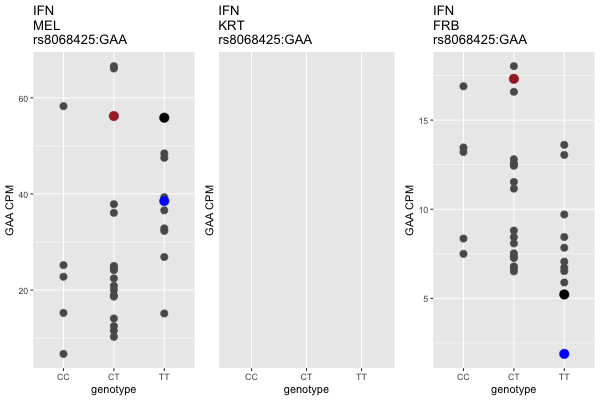 IFN
MEL
rs8068425:GAA
GAA CPM
60
40
20
CC
CT
TT
genotype
IFN
KRT
rs8068425:GAA
GAA CPM
CC
CT
TT
genotype
IFN
FRB
rs8068425:GAA
GAA CPM
15
10
5
CC
CT
TT
genotype